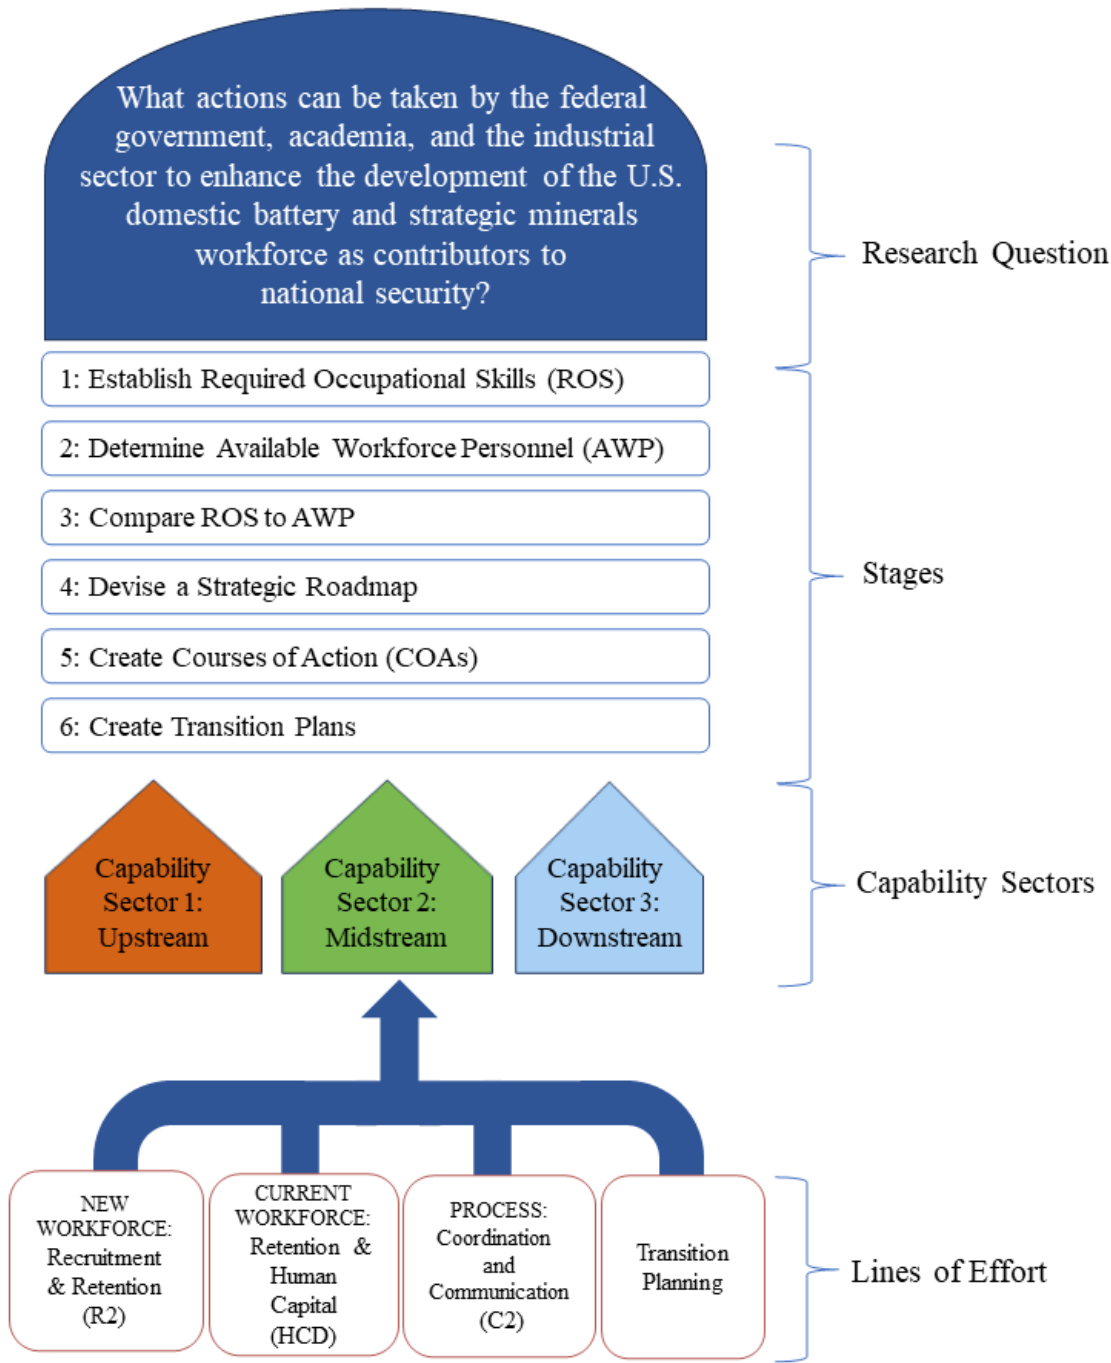 What actions can be taken by the federal
government, academia, and the industrial
sector to enhance the development of the U.S.
domestic battery and strategic minerals
workforce as contributors to
national security?
Research Question
1: Establish Required Occupational Skills (ROS)
2: Determine Available Workforce Personnel (AWP)
3: Compare ROS to AWP
4: Devise a Strategic Roadmap
5: Create Courses of Action (COAs)
6: Create Transition Plans
Stages
Capability
Sector 1:
Upstream
Capability
Sector 2:
Midstream
Capability
Sector 3:
Downstream
Capability Sectors
NEW
WORKFORCE:
Recruitment
& Retention
(R2)
CURRENT
WORKFORCE:
Retention &
Human
Capital
(HCD)
PROCESS:
Coordination
and
Communication
(C2)
Transition
Planning
Lines of Effort